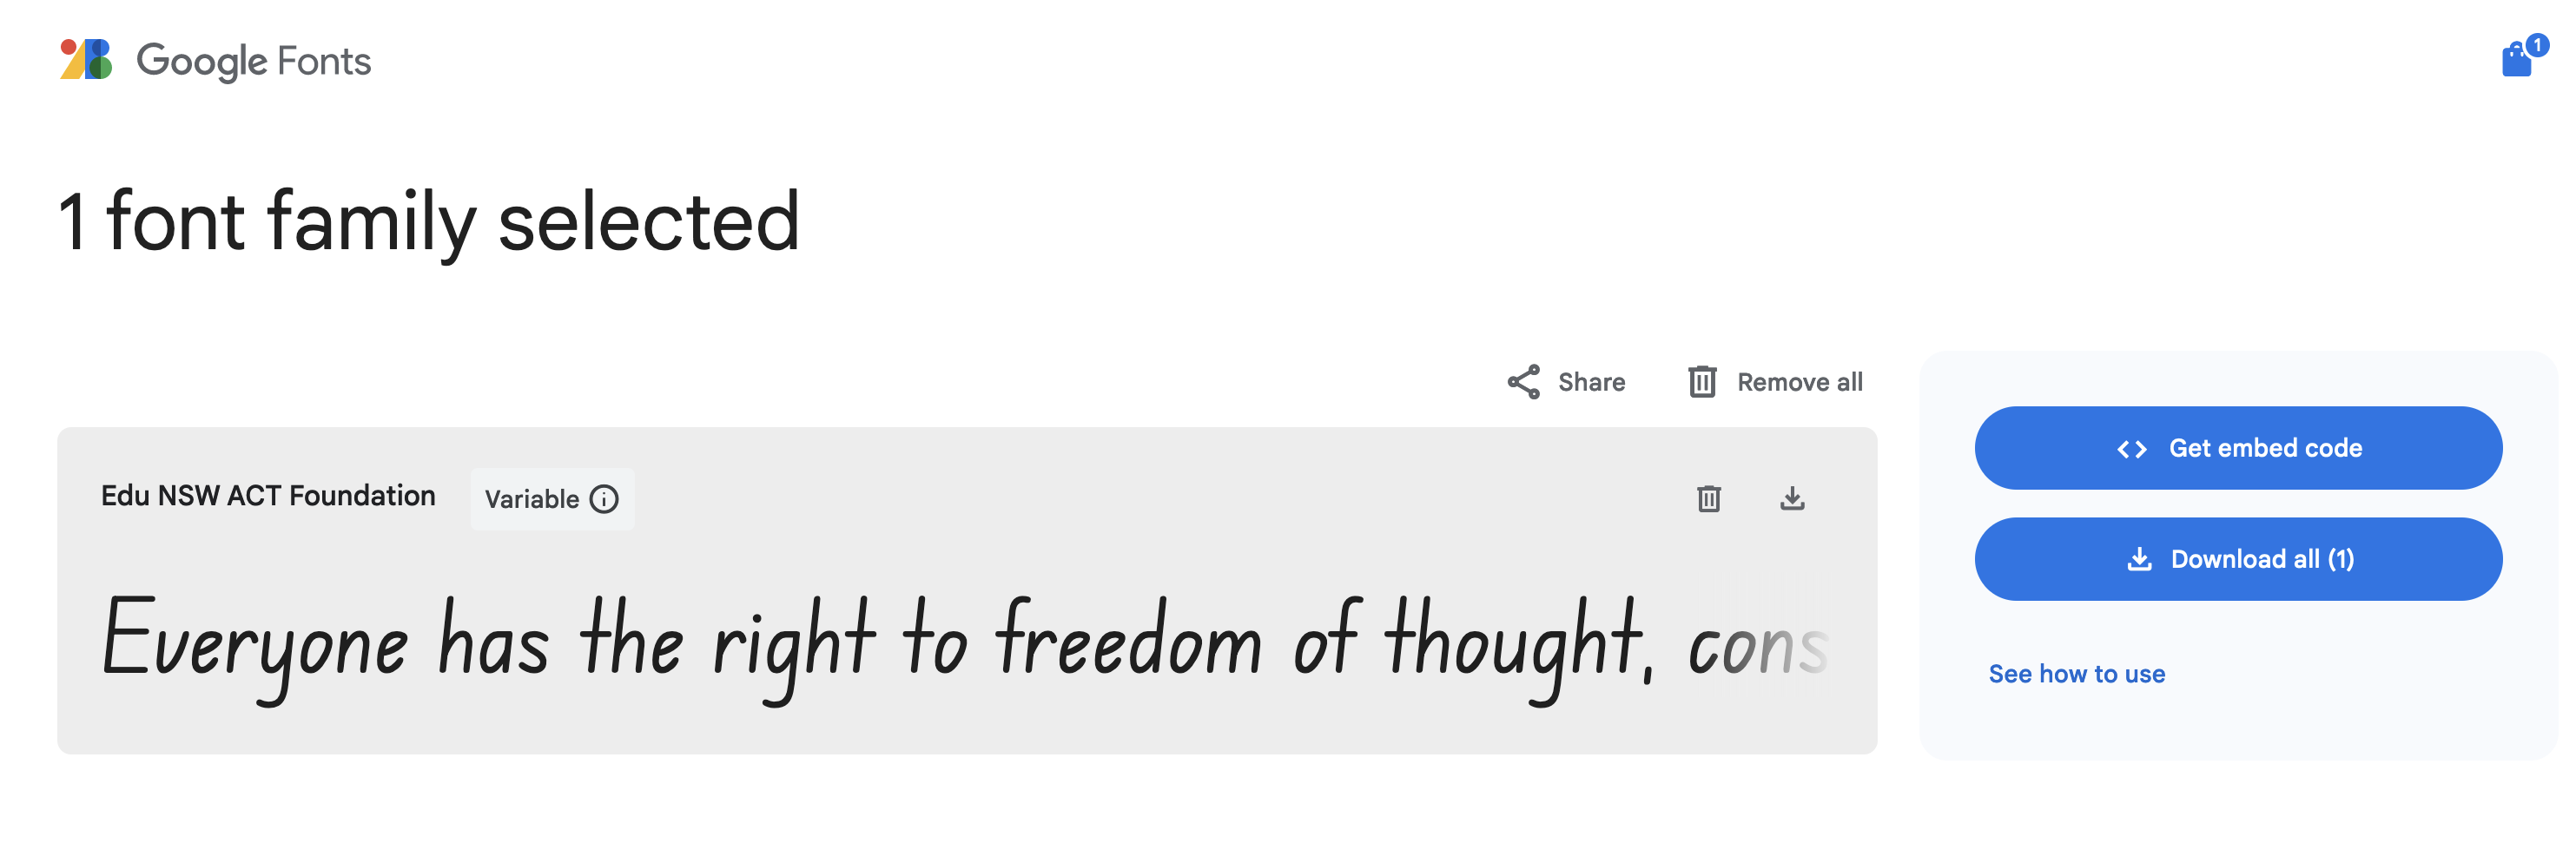 Google Fonts
1
1 font family selected
Share
Remove all
Edu NSW ACT Foundation
Variable
Everyone has the right to freedom of thought, cons
Get embed code
Download all (1)
See how to use